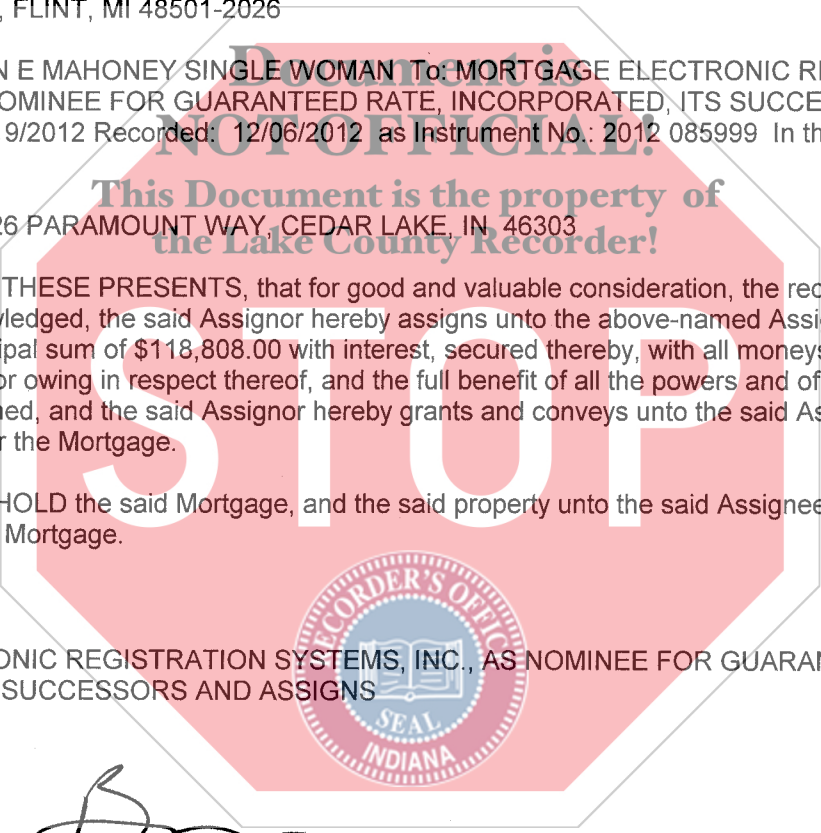 , FLINT, MI 48501-2026
Document is
N E MAHONEY SINGLE WOMAN To: MORTGAGE ELECTRONIC
OMINEE FOR GUARANTEED RATE, INCORPORATED, ITS SUCCE
9/2012 Recorded: 12/06/2012 as Instrument No.: 2012 085999 In th
NOT OFFICIAL!
This Document is the property of
26 PARAMOUNT WAY, CEDAR LAKE, IN 46303
the Lake County Recorder!
THESE PRESENTS, that for good and valuable consideration, the rec
ledged, the said Assignor hereby assigns unto the above-named Assi
ipal sum of $118,808.00 with interest, secured thereby, with all moneys
or owing in respect thereof, and the full benefit of all the powers and of
ned, and the said Assignor hereby grants and conveys unto the said As
r the Mortgage.
STOP
HOLD the said Mortgage, and the said property unto the said Assignee
Mortgage.
RECORDER'S OFFICE
ONIC REGISTRATION SYSTEMS, INC., AS NOMINEE FOR GUARAN
SUCCESSORS AND ASSIGNS
SEAL
INDIANA